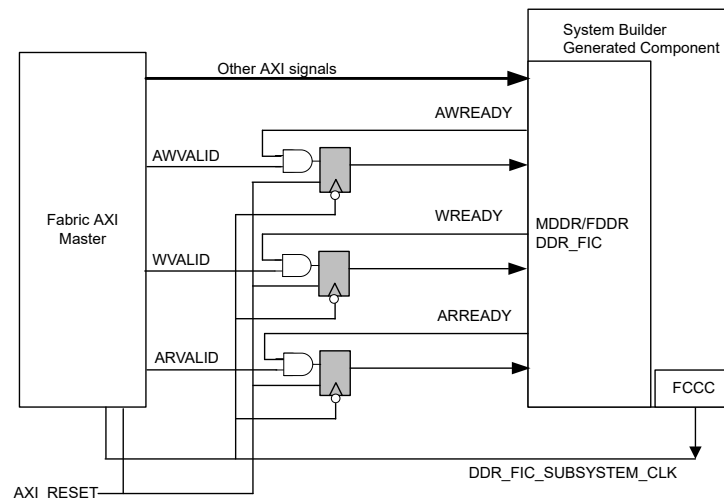 System Builder
Generated Component
Other AXI signals
AWREADY
AWVALID
Fabric AXI
Master
WREADY
MDDR/FDDR
DDR_FIC
WVALID
ARREADY
ARVALID
FCCC
DDR_FIC_SUBSYSTEM_CLK
AXI_RESET